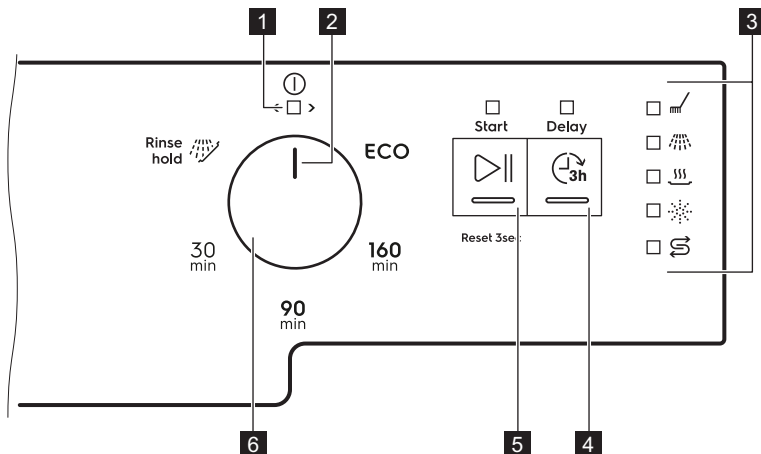 1
2
3
Start
Delay
Rinse
hold
ECO
3h
Reset 3sec
30
min
160
min
90
min
6
5
4